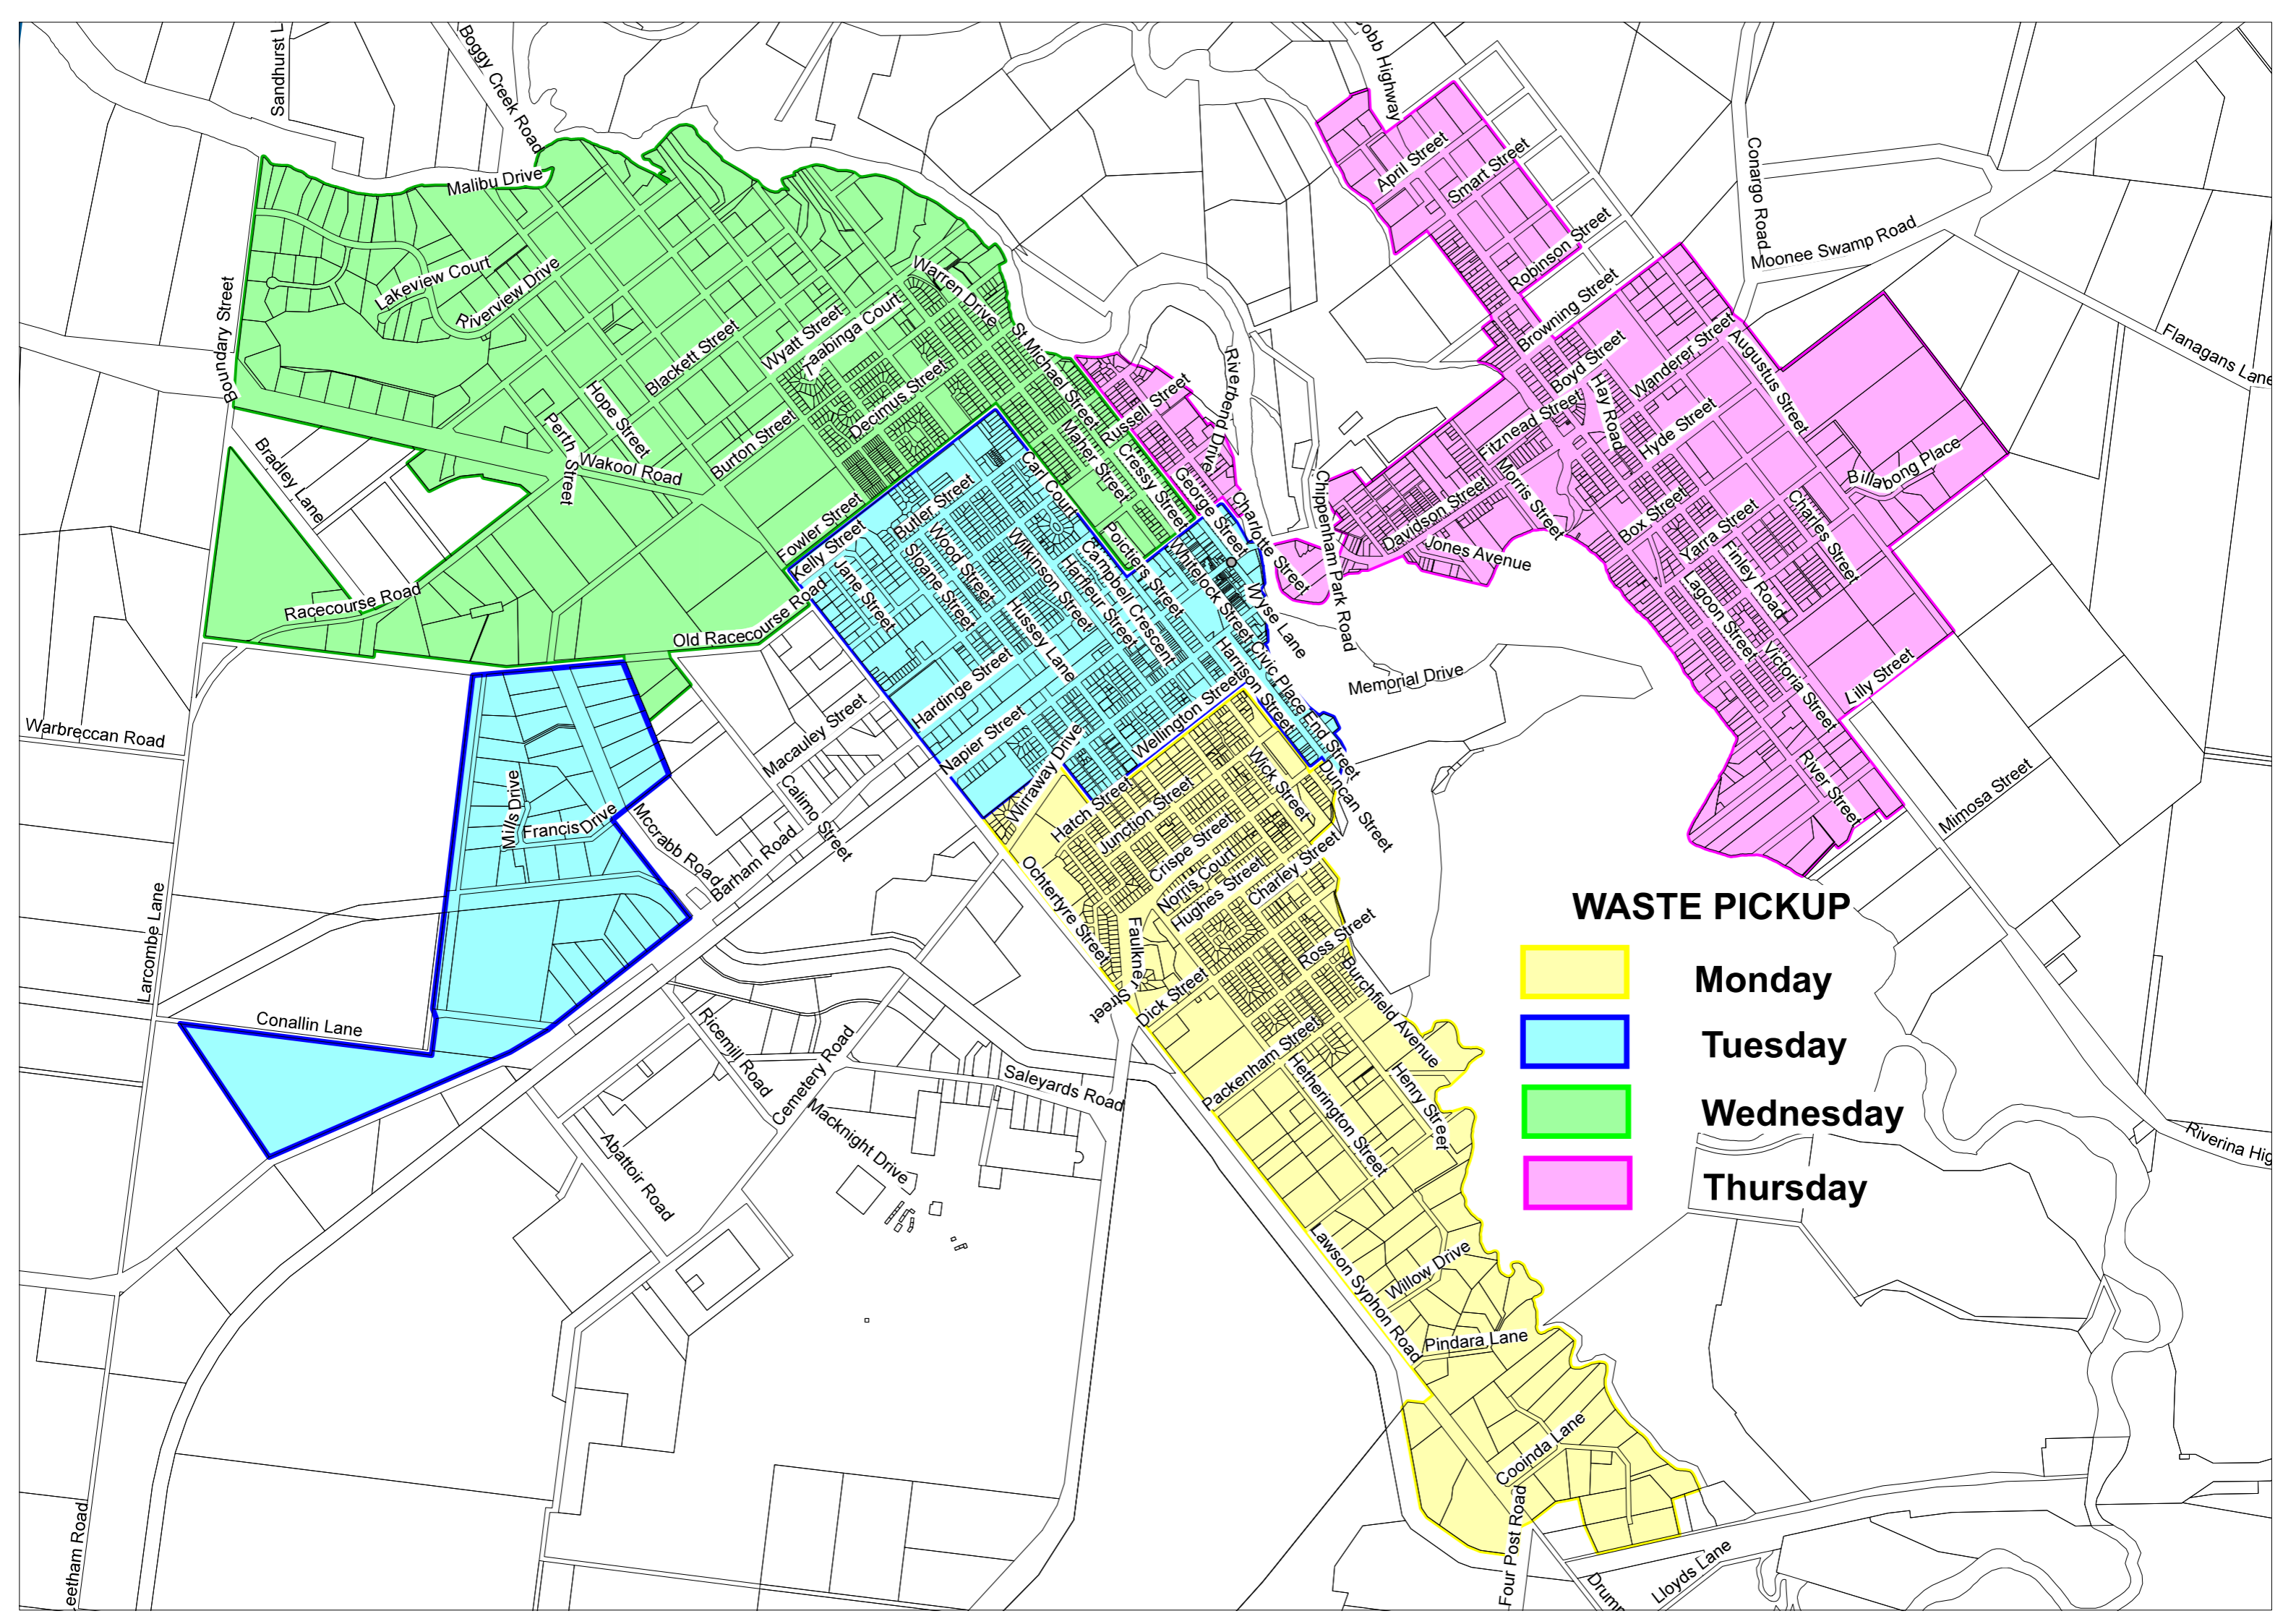 Sandhurst L
Boggy Creek Road
Cobb Highway
Malibu Drive
April Street
Smart Street
Conargo Road
Moonee Swamp Road
Robinson Street
Browning Street
Lakeview Court
Riverview Drive
Warren Drive
Boundary Street
Blackett Street
Wyatt Street
Taabinga Court
St Michael Street
Riverbend Drive
Boyd Street
Wanderer Street
Augustus Street
Flanagans Lane
Hope Street
Perth Street
Burton Street
Decimus Street
Russell Street
Maher Street
Cressy Street
Fitznead Street
Hay Road
Hyde Street
Billabong Place
Bradley Lane
Wakool Road
Carl Court
George Street
Charlotte Street
Chippenham Park Road
Davidson Street
Morris Street
Jones Avenue
Box Street
Yarra Street
Charles Street
Finley Road
Fowler Street
Kelly Street
Butler Street
Wood Street
Sloane Street
Jane Street
Wilkinson Street
Poictiers Street
Campbell Crescent
Harfleur Street
Whitelock Street
Wyse Lane
Lagoon Street
Victoria Street
Lilly Street
Racecourse Road
Old Racecourse Road
Hussey Lane
Hardinge Street
Harrison Street
Civic Place
End Street
Memorial Drive
Wellington Street
Warbreccan Road
Macauley Street
Napier Street
Wirraway Drive
Duncan Street
River Street
Mimosa Street
Mills Drive
Francis Drive
Mccrabb Road
Calimo Street
Barham Road
Hatch Street
Junction Street
Wick Street
Crispe Street
Norris Court
Hughes Street
Charley Street
Larcombe Lane
Ochtertyre Street
Faulkner Street
Dick Street
Ross Street
Burchfield Avenue
WASTE PICKUP
Monday
Tuesday
Wednesday
Thursday
Conallin Lane
Ricemill Road
Cemetery Road
Saleyards Road
Packenham Street
Hetherington Street
Henry Street
Riverina Hig
Macknight Drive
Abattoir Road
Lawson Syphon Road
Willow Drive
Pindara Lane
Cooinda Lane
Four Post Road
Lloyds Lane
Drumm
eetham Road